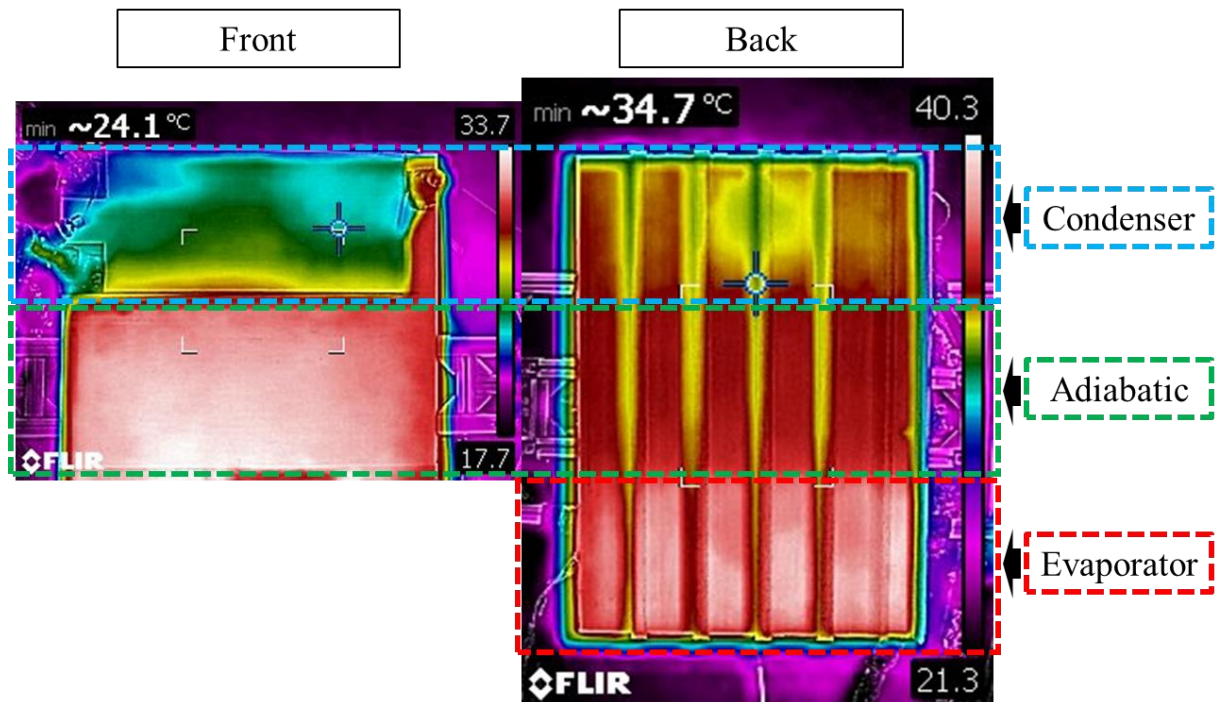 Front
Back
min ~24.1 °C
33.7
min ~34.7 °C
40.3
Condenser
Adiabatic
Evaporator
FLIR
17.7
FLIR
21.3